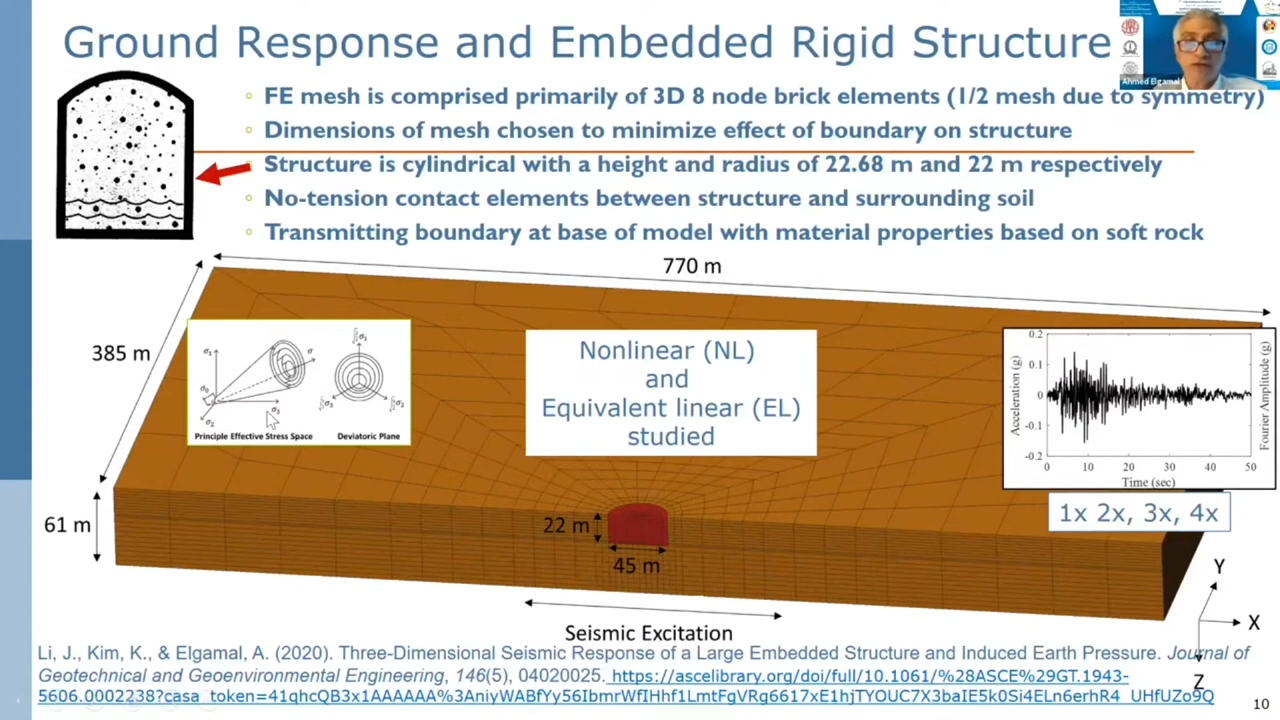 Ground Response and Embedded Rigid Structure
Ahmed Elgamal
◦ FE mesh is comprised primarily of 3D 8 node brick elements (1/2 mesh due to symmetry)
◦ Dimensions of mesh chosen to minimize effect of boundary on structure
◦ Structure is cylindrical with a height and radius of 22.68 m and 22 m respectively
◦ No-tension contact elements between structure and surrounding soil
◦ Transmitting boundary at base of model with material properties based on soft rock
770 m
385 m
61 m
σ1
σ0
σ3
σ2
σ
Principle Effective Stress Space
σ1
σ3
σ2
Deviatoric Plane
Nonlinear (NL)
and
Equivalent linear (EL)
studied
22 m
45 m
Seismic Excitation
Acceleration (g)
0.2
0.1
0
-0.1
-0.2
0 10 20 30 40 50
Time (sec)
Fourier Amplitude (g)
1x 2x, 3x, 4x
Y
X
Z
Li, J., Kim, K., & Elgamal, A. (2020). Three-Dimensional Seismic Response of a Large Embedded Structure and Induced Earth Pressure. Journal of
Geotechnical and Geoenvironmental Engineering, 146(5), 04020025. https://ascelibrary.org/doi/full/10.1061/%28ASCE%29GT.1943-
5606.0002238?casa_token=41qhcQB3x1AAAAAA%3AniyWABfYy56IbmrWfIHhf1LmtFgVRg6617xE1hjTYOUC7X3baIE5k0Si4ELn6erhR4_UHfUZo9Q
10